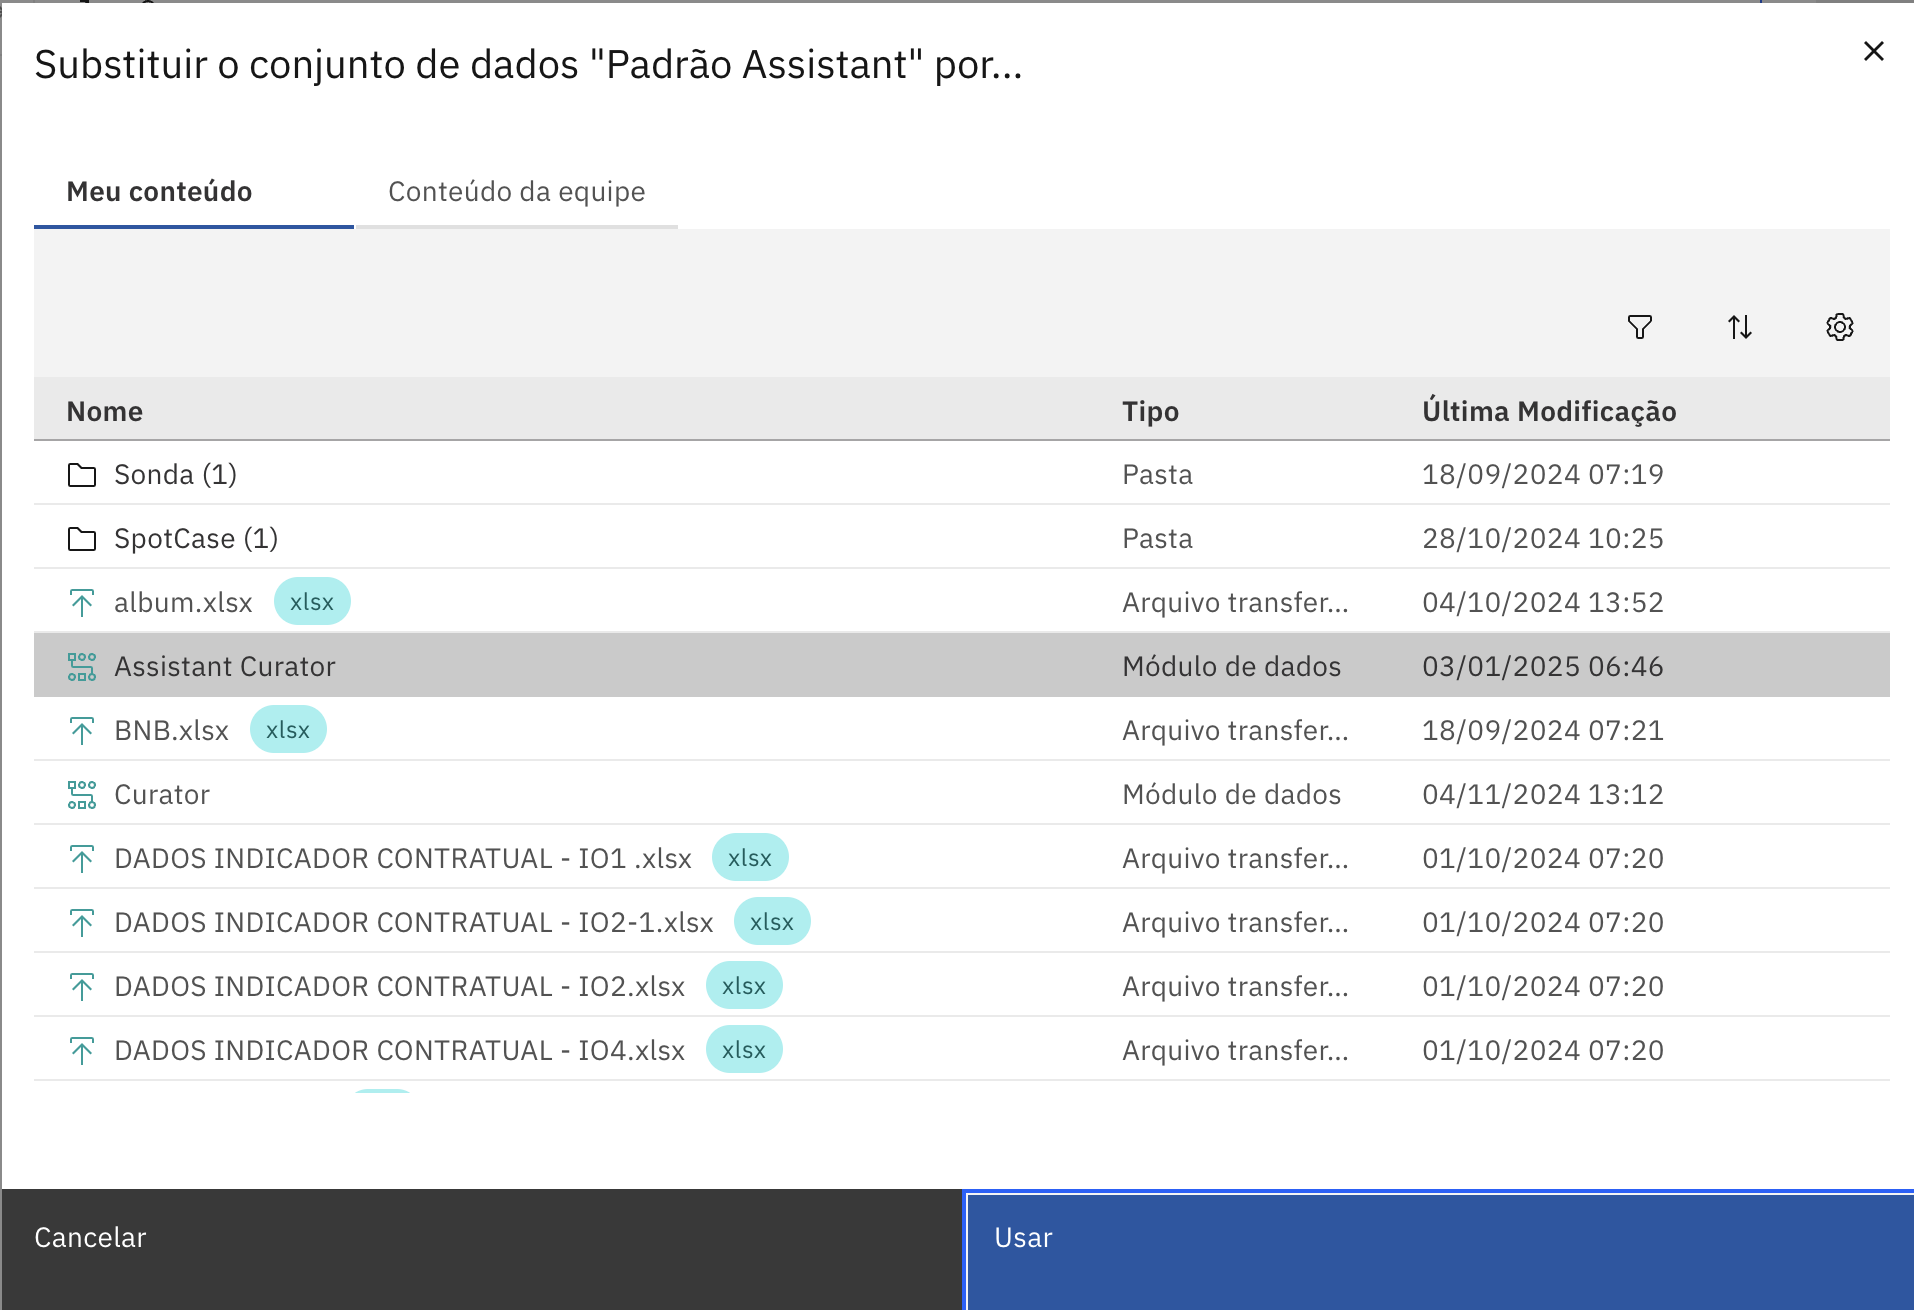 Substituir o conjunto de dados "Padrão Assistant" por...
Meu conteúdo Conteúdo da equipe
Nome Tipo Última Modificação
Sonda (1) Pasta 18/09/2024 07:19
SpotCase (1) Pasta 28/10/2024 10:25
album.xlsx xlsx Arquivo transfer... 04/10/2024 13:52
Assistant Curator Módulo de dados 03/01/2025 06:46
BNB.xlsx xlsx Arquivo transfer... 18/09/2024 07:21
Curator Módulo de dados 04/11/2024 13:12
DADOS INDICADOR CONTRATUAL - IO1 .xlsx xlsx Arquivo transfer... 01/10/2024 07:20
DADOS INDICADOR CONTRATUAL - IO2-1.xlsx xlsx Arquivo transfer... 01/10/2024 07:20
DADOS INDICADOR CONTRATUAL - IO2.xlsx xlsx Arquivo transfer... 01/10/2024 07:20
DADOS INDICADOR CONTRATUAL - IO4.xlsx xlsx Arquivo transfer... 01/10/2024 07:20
Cancelar Usar